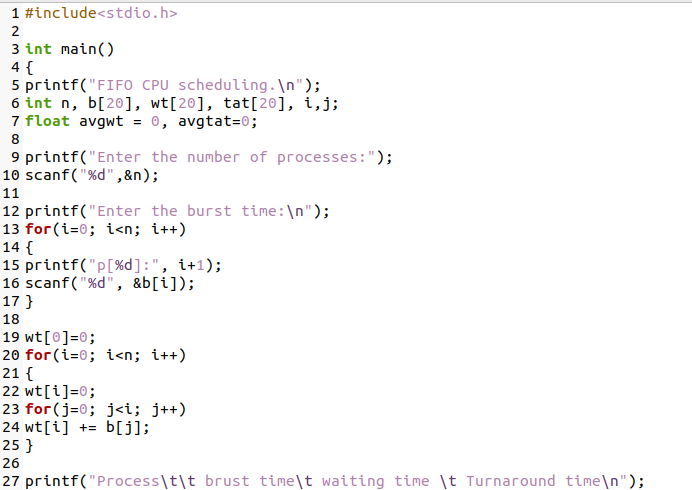 1 #include<stdio.h>
2
3 int main()
4 {
5 printf("FIFO CPU scheduling.\n");
6 int n, b[20], wt[20], tat[20], i,j;
7 float avgwt = 0, avgtat=0;
8
9 printf("Enter the number of processes:");
10 scanf("%d",&n);
11
12 printf("Enter the burst time:\n");
13 for(i=0; i<n; i++)
14 {
15 printf("p[%d]:", i+1);
16 scanf("%d", &b[i]);
17 }
18
19 wt[0]=0;
20 for(i=0; i<n; i++)
21 {
22 wt[i]=0;
23 for(j=0; j<i; j++)
24 wt[i] += b[j];
25 }
26
27 printf("Process\t\t brust time\t waiting time \t Turnaround time\n");